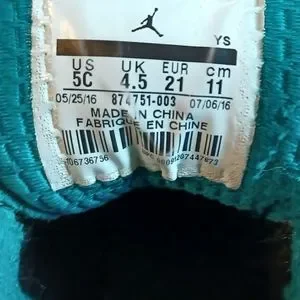 YS
US UK EUR cm
5C 4.5 21 11
05/25/16 874751-003 07/06/16
MADE IN CHINA
FABRIQUÉ EN CHINE